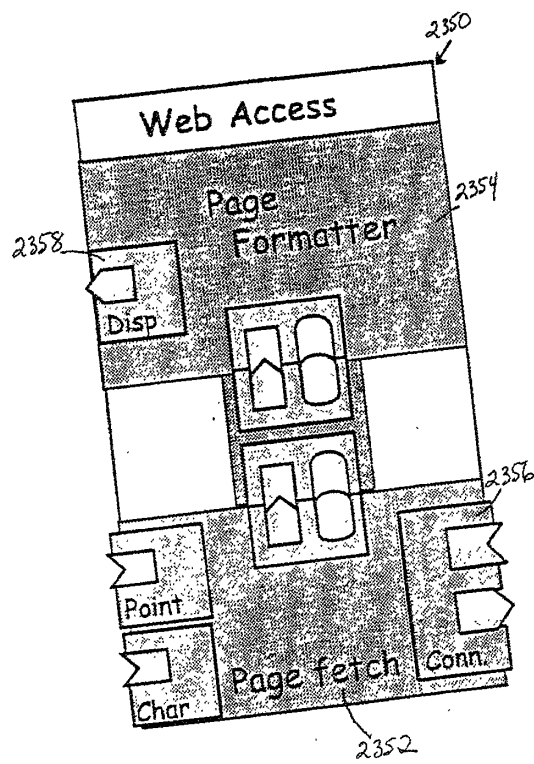 2350
Web Access
2354
Page
Formatter
2358
Disp
2356
Point
Conn.
Page fetch
Char
2352